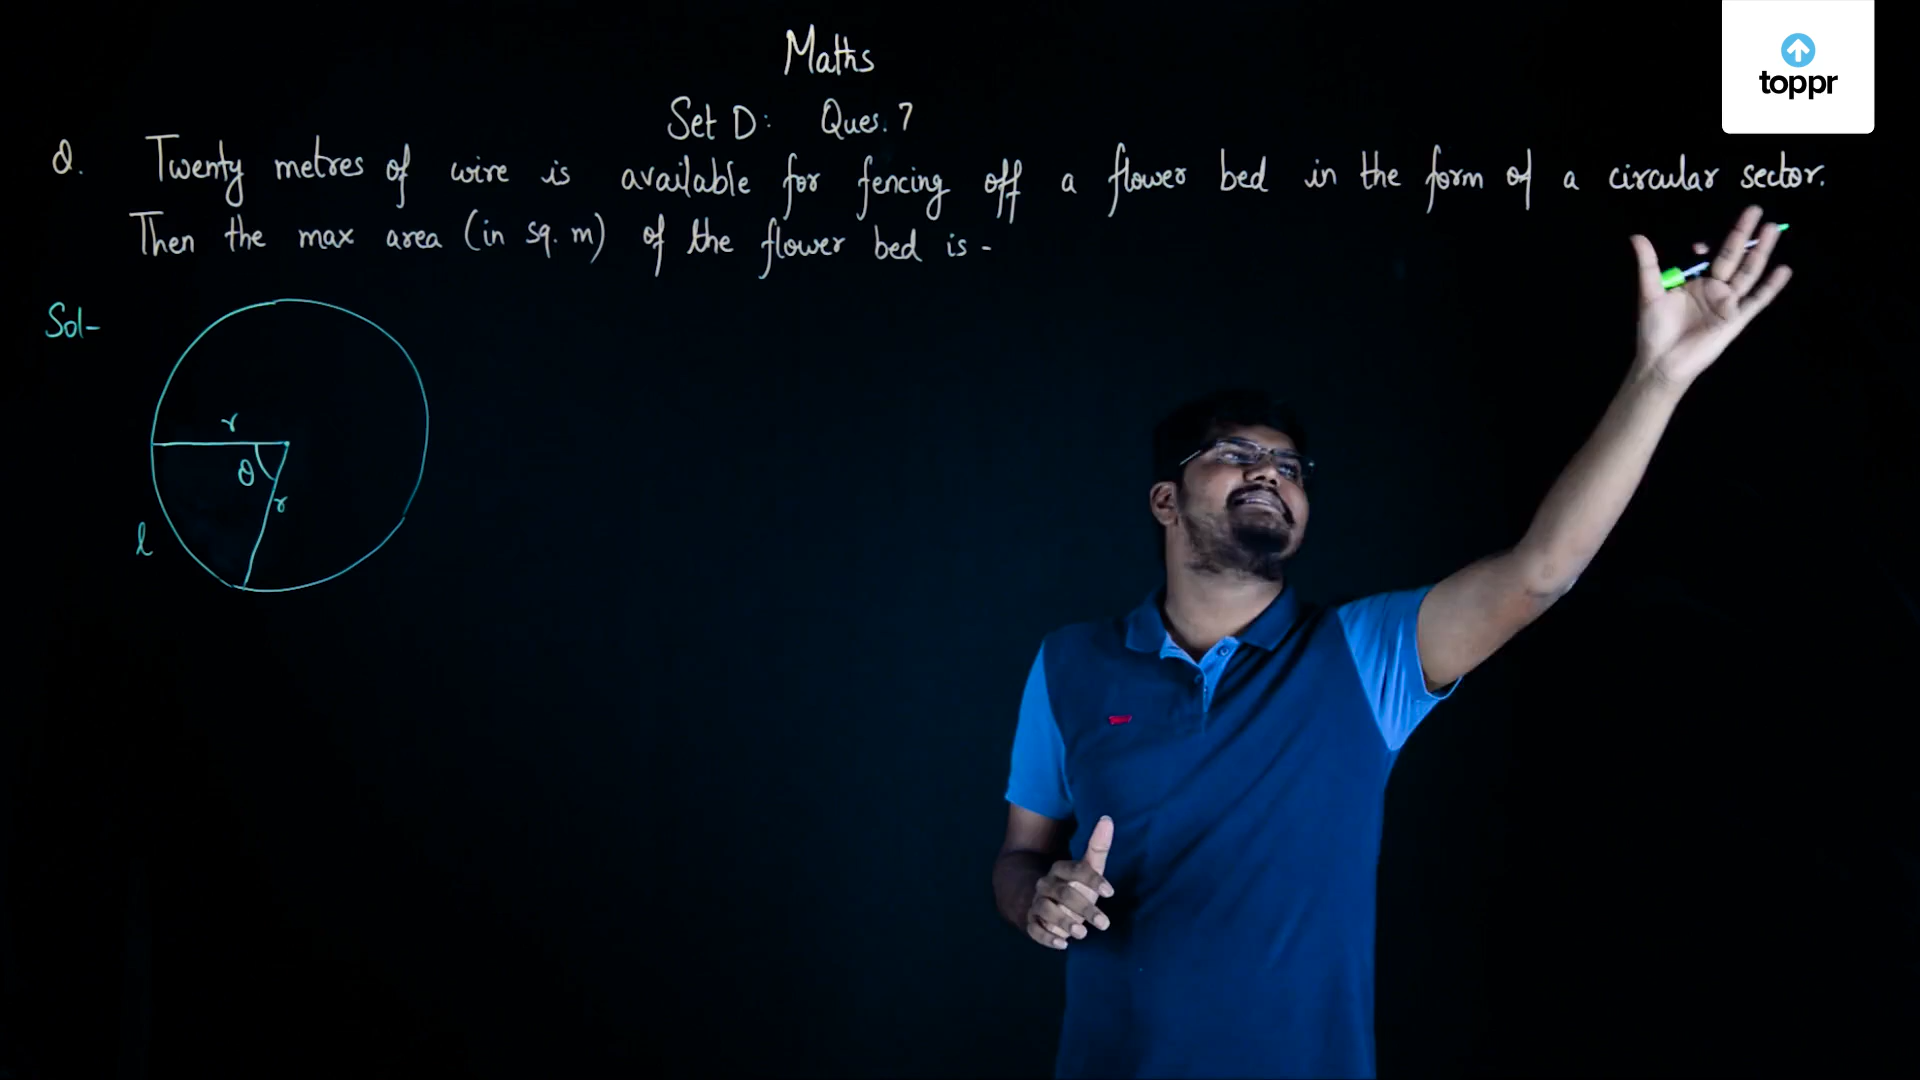 Maths
toppr
Set D: Ques. 7
Q. Twenty metres of wire is available for fencing off a flower bed in the form of a circular sector.
Then the max area (in sq. m) of the flower bed is -
Sol-
r
θ
r
l